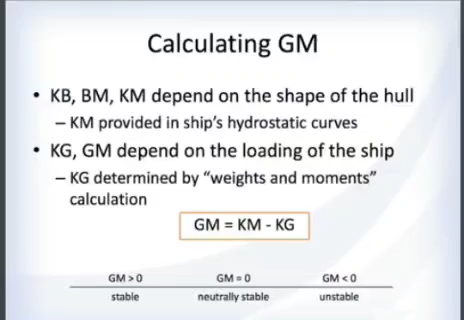 Calculating GM
• KB, BM, KM depend on the shape of the hull
– KM provided in ship's hydrostatic curves
• KG, GM depend on the loading of the ship
– KG determined by “weights and moments”
calculation
GM = KM - KG
GM > 0 GM = 0 GM < 0
stable neutrally stable unstable